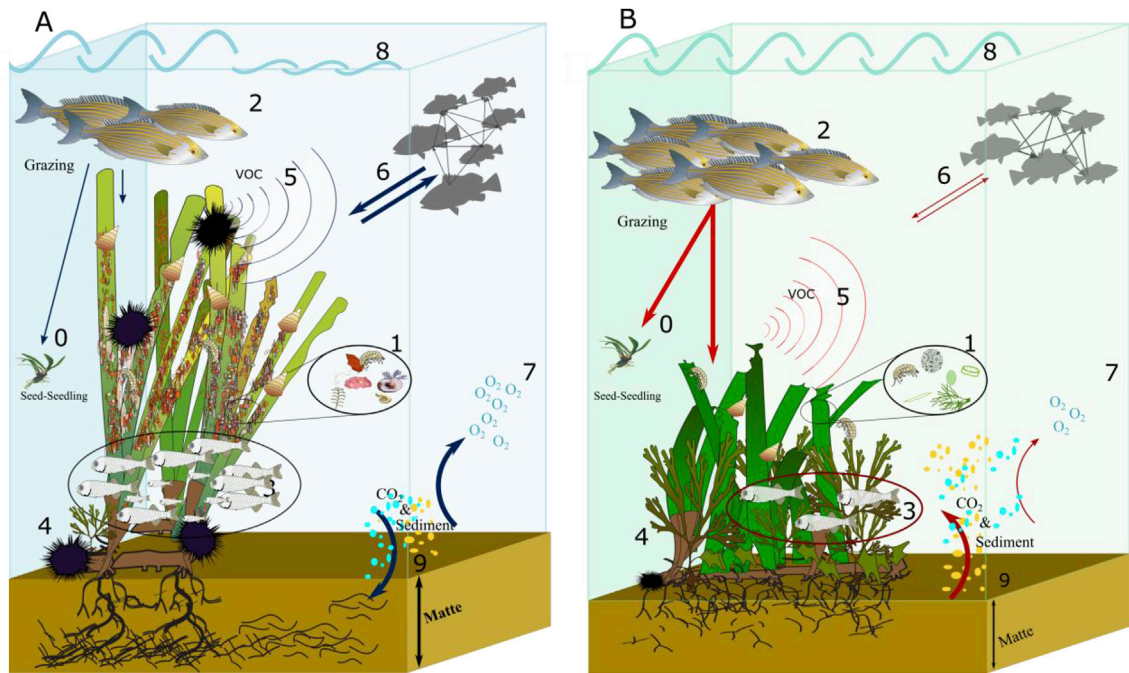 A
8
2
Grazing
VOC
5
6
0
Seed-Seedling
1
7
O2 O2
O2 O2
O2
O2 O2
3
4
CO2
&
Sediment
9
Matte
B
8
2
Grazing
6
0
VOC
5
Seed-Seedling
1
7
O2
O2
O2
3
4
CO2
&
Sediment
9
Matte